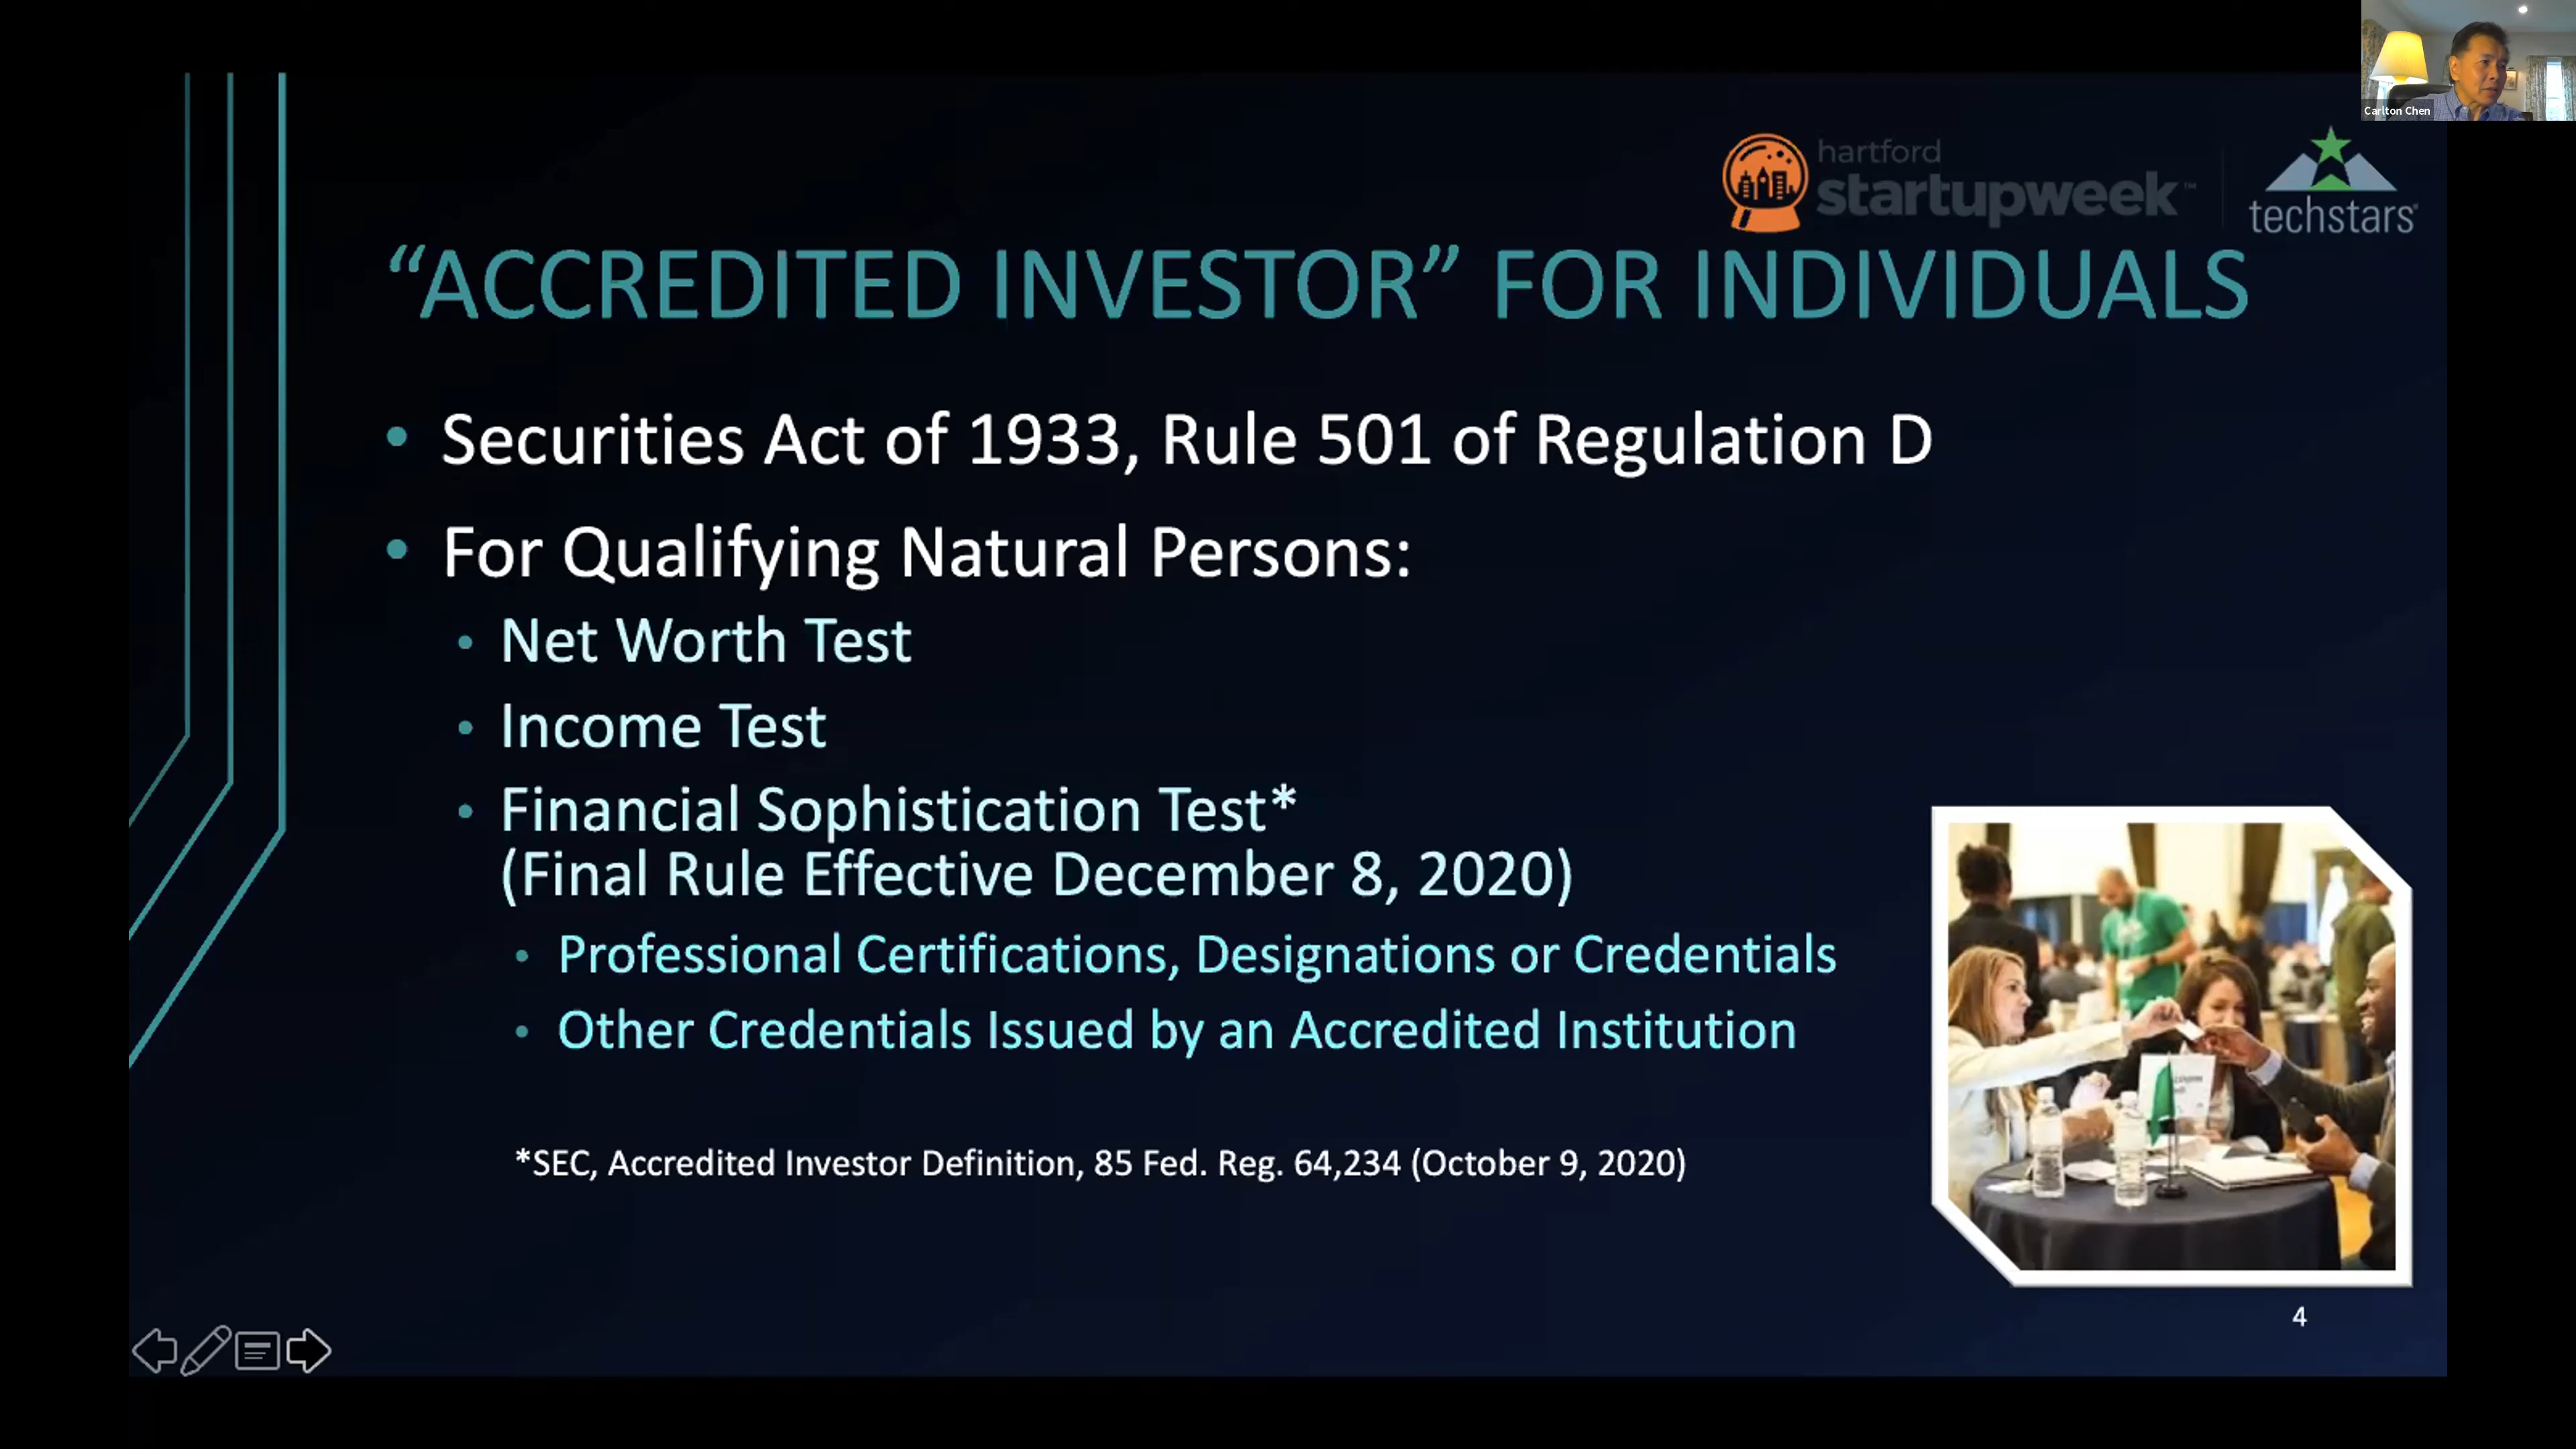 Carlton Chen
hartford
startupweek™
techstars
“ACCREDITED INVESTOR” FOR INDIVIDUALS
• Securities Act of 1933, Rule 501 of Regulation D
• For Qualifying Natural Persons:
• Net Worth Test
• Income Test
• Financial Sophistication Test*
(Final Rule Effective December 8, 2020)
• Professional Certifications, Designations or Credentials
• Other Credentials Issued by an Accredited Institution
*SEC, Accredited Investor Definition, 85 Fed. Reg. 64,234 (October 9, 2020)
4